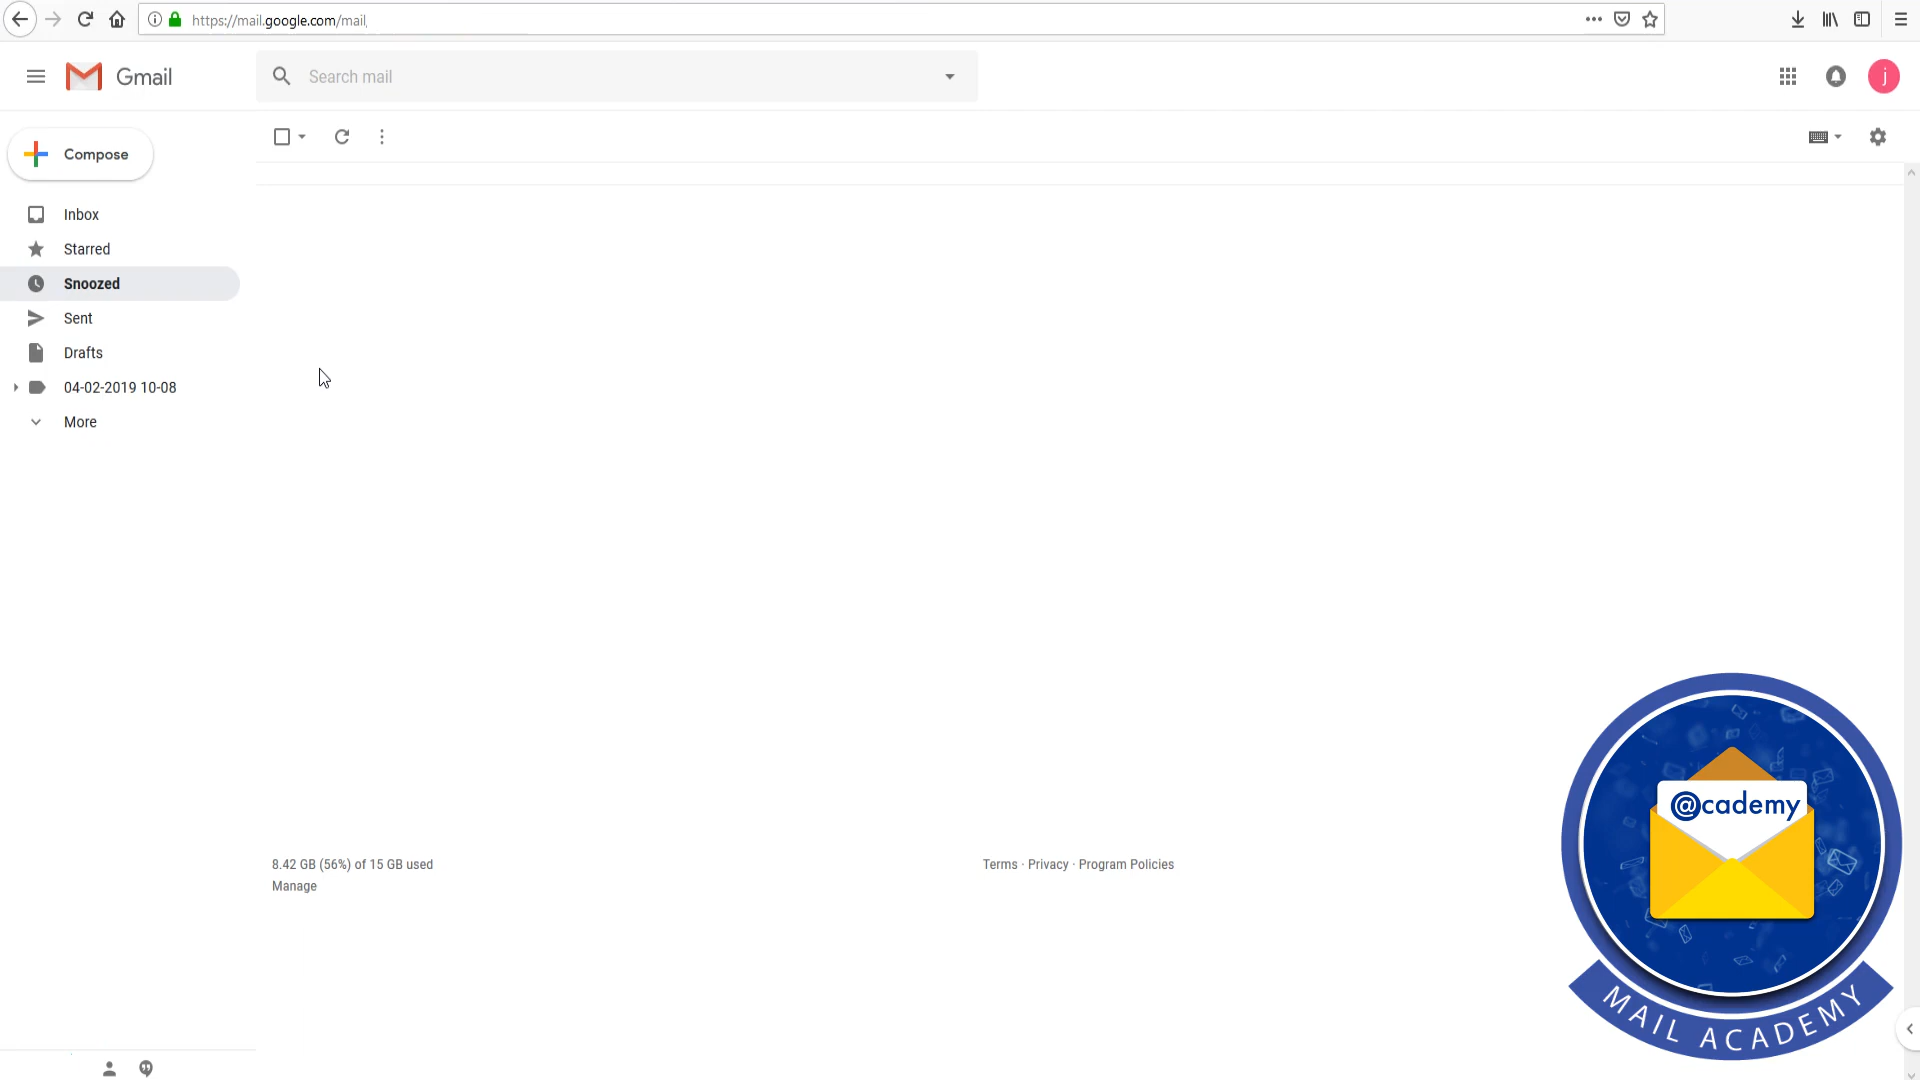 https://mail.google.com/mail,
Gmail
Search mail
j
Compose
Inbox
Starred
Snoozed
Sent
Drafts
04-02-2019 10-08
More
8.42 GB (56%) of 15 GB used
Manage
Terms · Privacy · Program Policies
@cademy
MAIL ACADEMY